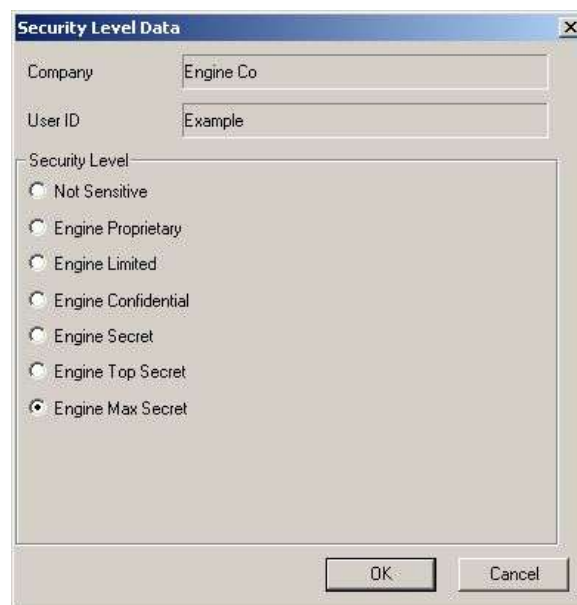 Security Level Data
Company Engine Co
User ID Example
Security Level
Not Sensitive
Engine Proprietary
Engine Limited
Engine Confidential
Engine Secret
Engine Top Secret
Engine Max Secret
OK Cancel